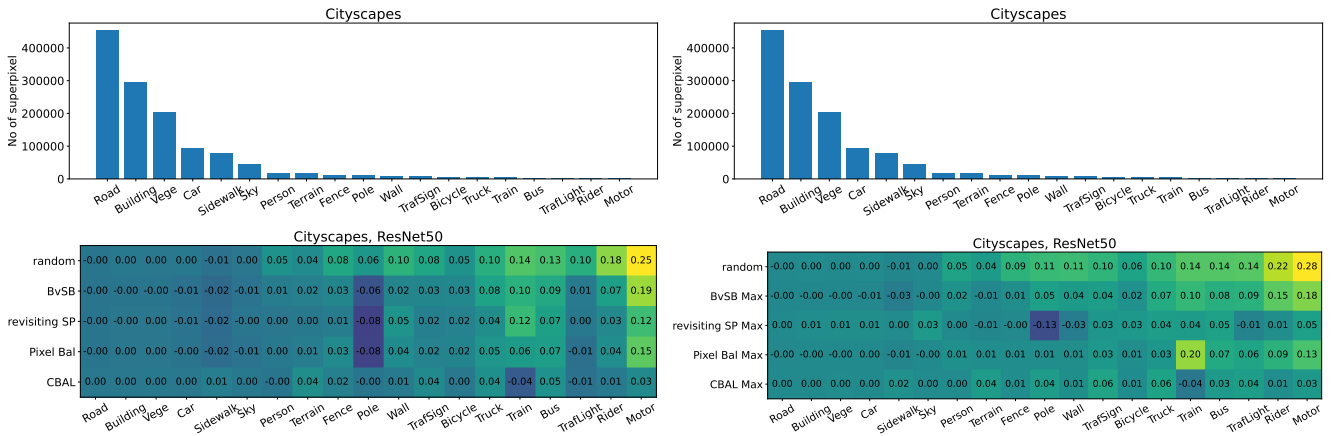 Cityscapes
No of superpixel
400000
300000
200000
100000
0
Road Building Vege Car Sidewalk Sky Person Terrain Fence Pole Wall TrafSign Bicycle Truck Train Bus TrafLight Rider Motor
Cityscapes, ResNet50
random -0.00 0.00 0.00 -0.00 -0.01 0.00 0.05 0.04 0.08 0.06 0.10 0.08 0.05 0.10 0.14 0.13 0.10 0.18 0.25
BvSB -0.00 -0.00 -0.00 -0.01 -0.02 -0.01 0.01 0.02 0.03 -0.06 0.02 0.03 0.03 0.08 0.10 0.09 -0.01 0.07 0.19
revisiting SP -0.00 -0.00 -0.00 -0.01 -0.02 -0.00 0.00 -0.00 0.01 -0.08 0.05 0.02 0.02 0.04 0.12 0.07 -0.00 0.03 0.12
Pixel Bal -0.00 -0.00 0.00 -0.00 -0.02 -0.01 0.02 0.01 0.03 -0.08 0.04 0.02 0.02 0.05 0.06 0.07 -0.01 0.04 0.15
CBAL 0.00 0.00 0.00 0.00 0.01 0.00 -0.00 0.04 0.02 -0.00 0.01 0.04 0.00 0.04 -0.04 0.05 -0.01 0.01 0.03
Road Building Vege Car Sidewalk Sky Person Terrain Fence Pole Wall TrafSign Bicycle Truck Train Bus TrafLight Rider Motor
Cityscapes
No of superpixel
400000
300000
200000
100000
0
Road Building Vege Car Sidewalk Sky Person Terrain Fence Pole Wall TrafSign Bicycle Truck Train Bus TrafLight Rider Motor
Cityscapes, ResNet50
random -0.00 0.00 0.00 -0.00 -0.01 0.00 0.05 0.04 0.09 0.11 0.11 0.10 0.06 0.10 0.14 0.14 0.14 0.22 0.28
BvSB Max -0.00 -0.00 -0.00 -0.01 -0.03 -0.00 0.02 -0.01 0.01 0.05 0.04 0.04 0.02 0.07 0.10 0.08 0.09 0.15 0.18
revisiting SP Max -0.00 0.01 0.01 0.00 0.01 0.03 0.00 -0.01 -0.00 -0.13 -0.03 0.03 0.03 0.04 0.04 0.05 -0.01 0.01 0.05
Pixel Bal Max -0.00 -0.00 -0.00 -0.00 -0.01 0.00 0.01 0.01 0.01 0.01 0.01 0.02 0.01 0.03 0.20 0.07 0.06 0.09 0.13
CBAL Max 0.00 0.00 0.00 0.00 0.02 0.00 0.00 0.04 0.01 0.04 0.01 0.06 0.01 0.06 -0.04 0.03 0.04 0.01 0.03
Road Building Vege Car Sidewalk Sky Person Terrain Fence Pole Wall TrafSign Bicycle Truck Train Bus TrafLight Rider Motor